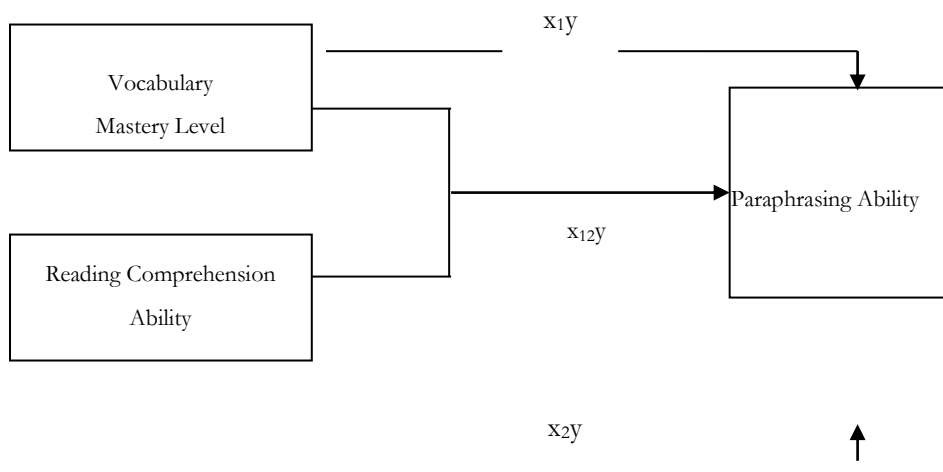 x₁y
Vocabulary
Mastery Level
Paraphrasing Ability
x₁₂y
Reading Comprehension
Ability
x₂y